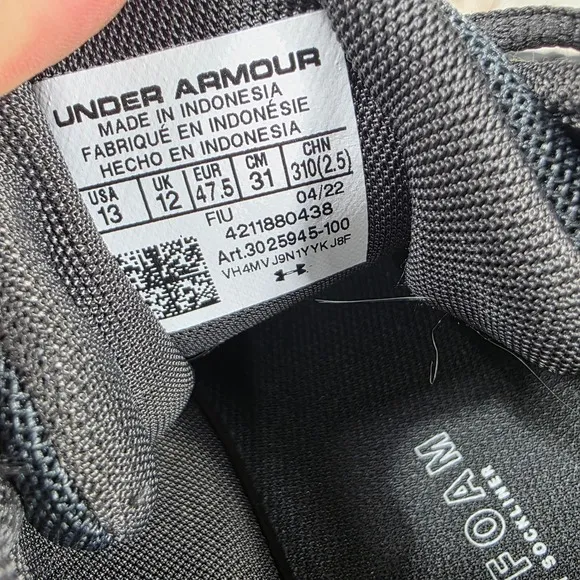 UNDER ARMOUR
MADE IN INDONESIA
FABRIQUÉ EN INDONÉSIE
HECHO EN INDONESIA
USA UK EUR CM CHN
13 12 47.5 31 310(2.5)
FIU 04/22
4211880438
Art.3025945-100
VH4MVJ9N1YYKJ8F
FOAM
SOCKLINER